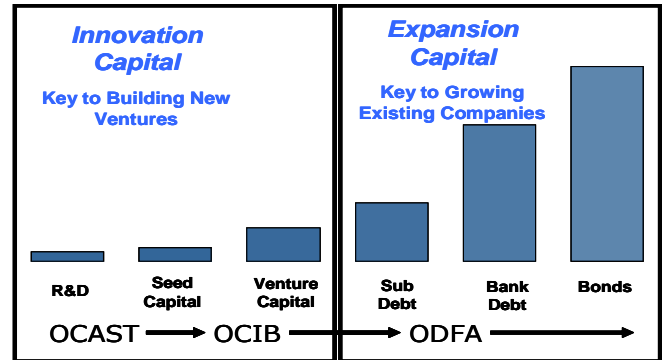 Innovation
Capital
Key to Building New
Ventures
R&D
Seed
Capital
Venture
Capital
Expansion
Capital
Key to Growing
Existing Companies
Sub
Debt
Bank
Debt
Bonds
OCAST OCIB ODFA